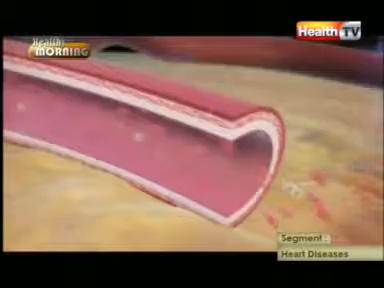 Health
MORNING
Health TV
Segment :
Heart Diseases